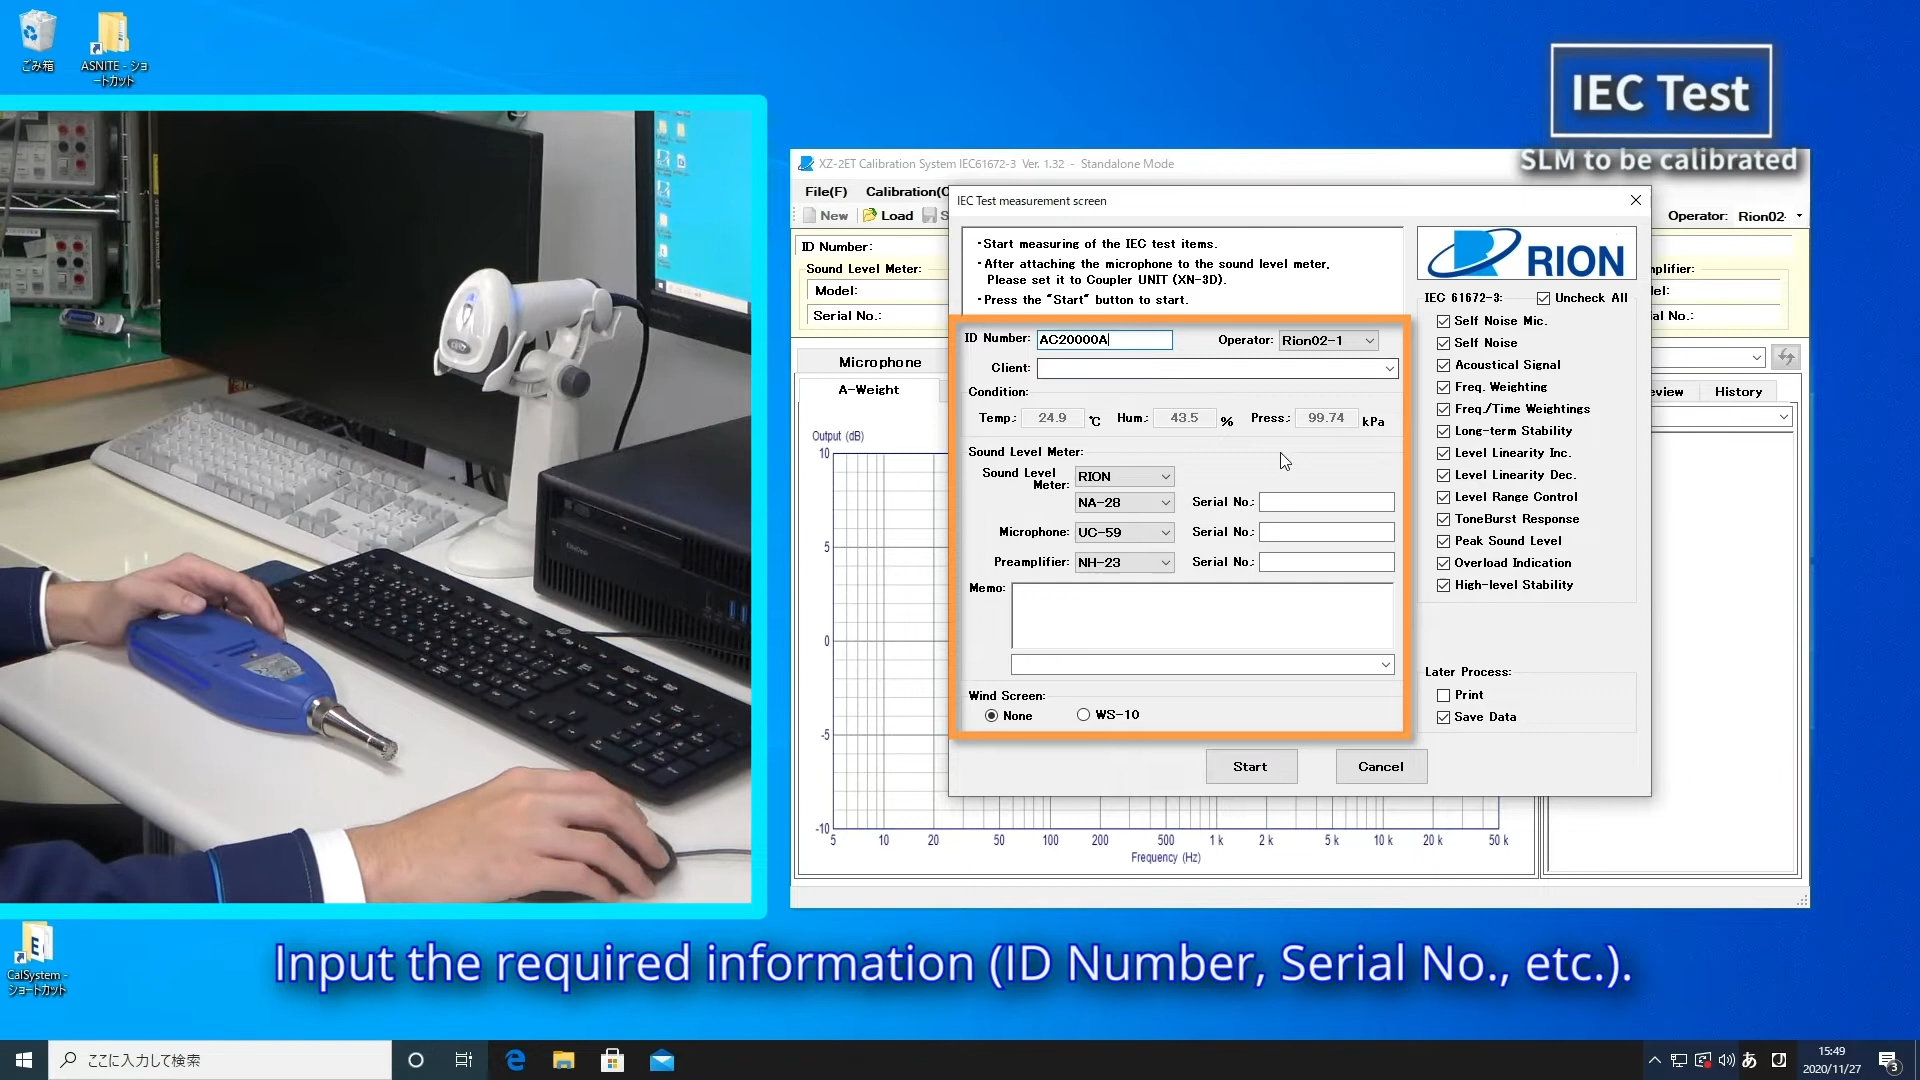 ごみ箱
ASNITE - ショ
ートカット
IEC Test
SLM to be calibrated
XZ-2ET Calibration System IEC61672-3 Ver. 1.32 - Standalone Mode
File(F) Calibration(C
New Load S
Operator: Rion02-
ID Number:
Sound Level Meter:
Model:
Serial No.:
mplifier:
del:
al No.:
Microphone
A-Weight
eview History
Output (dB)
10
5
0
-5
-10
5 10 20 50 100 200 500 1 k 2 k 5 k 10 k 20 k 50 k
Frequency (Hz)
IEC Test measurement screen
・Start measuring of the IEC test items.
・After attaching the microphone to the sound level meter,
Please set it to Coupler UNIT (XN-3D).
・Press the "Start" button to start.
RION
ID Number: AC20000A Operator: Rion02-1
Client:
Condition:
Temp.: 24.9 ℃ Hum.: 43.5 % Press.: 99.74 kPa
Sound Level Meter:
Sound Level
Meter: RION
NA-28 Serial No.:
Microphone: UC-59 Serial No.:
Preamplifier: NH-23 Serial No.:
Memo:
Wind Screen:
None WS-10
IEC 61672-3: Uncheck All
Self Noise Mic.
Self Noise
Acoustical Signal
Freq. Weighting
Freq./Time Weightings
Long-term Stability
Level Linearity Inc.
Level Linearity Dec.
Level Range Control
ToneBurst Response
Peak Sound Level
Overload Indication
High-level Stability
Later Process:
Print
Save Data
Start Cancel
CalSystem -
ショートカット
Input the required information (ID Number, Serial No., etc.).
ここに入力して検索
あ
15:49
2020/11/27
3